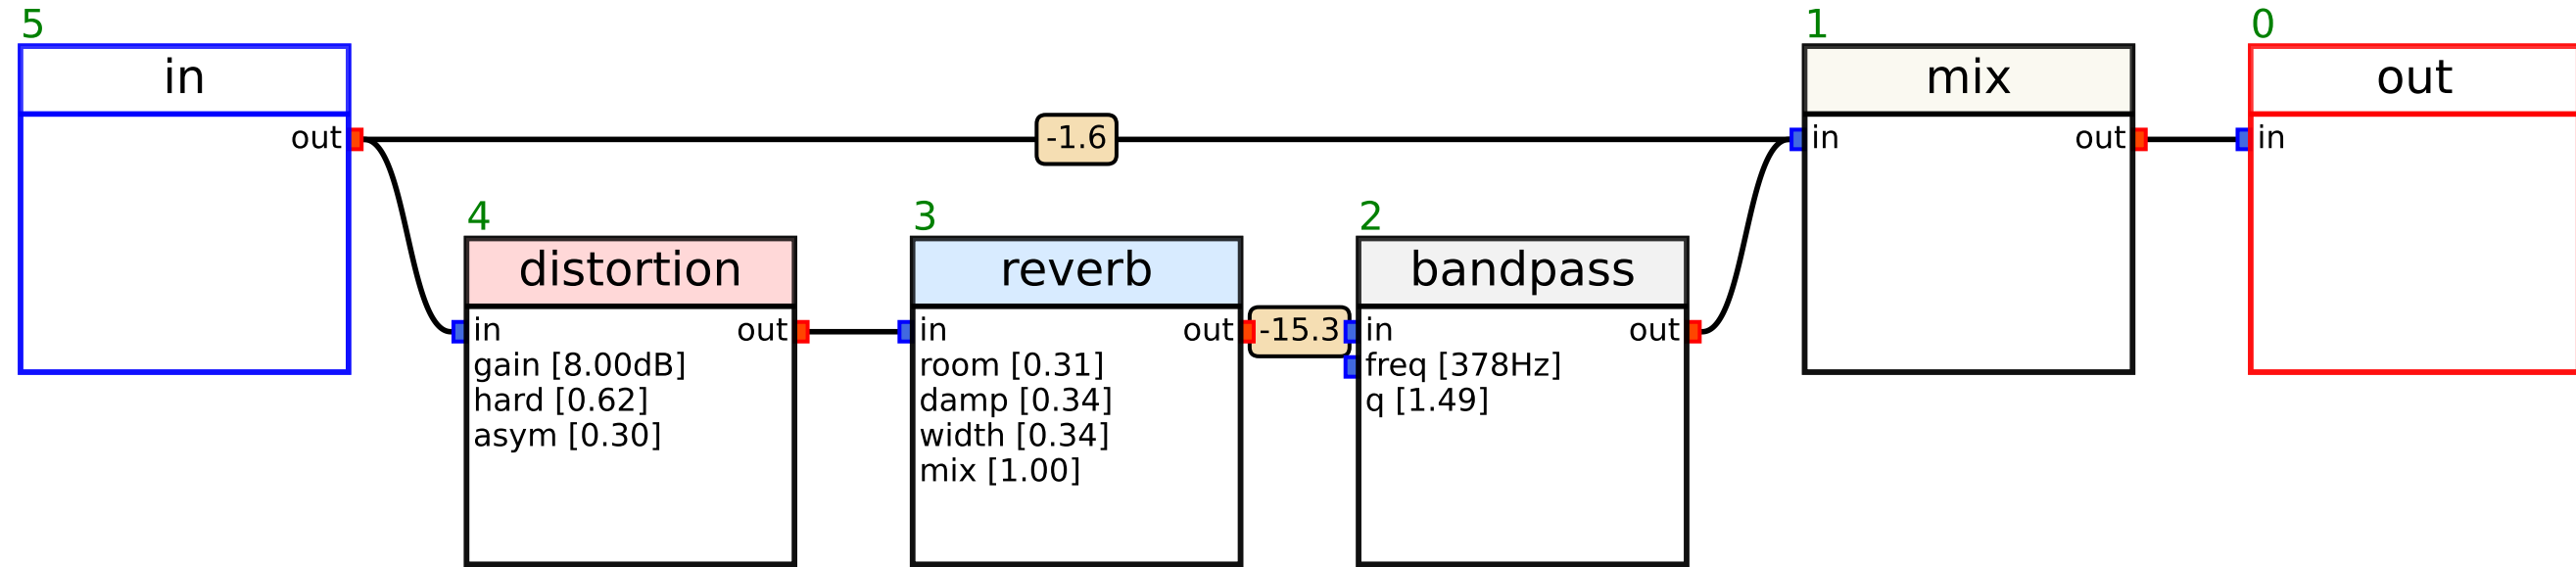 5
in
out
-1.6
1
mix
in
out
0
out
in
4
distortion
in
out
gain [8.00dB]
hard [0.62]
asym [0.30]
3
reverb
in
out
room [0.31]
damp [0.34]
width [0.34]
mix [1.00]
-15.3
2
bandpass
in
out
freq [378Hz]
q [1.49]